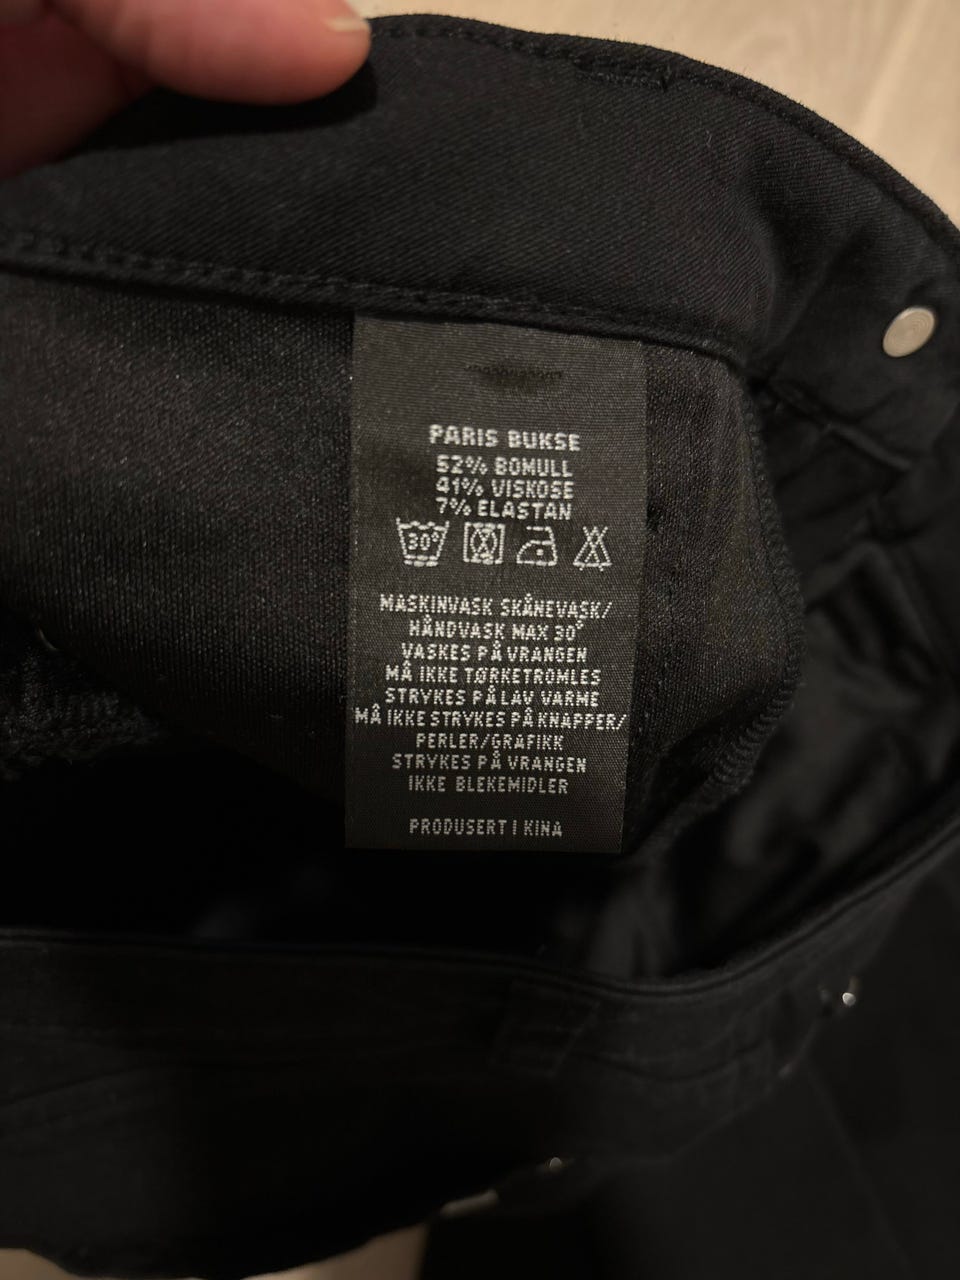 PARIS BUKSE
52% BOMULL
41% VISKOSE
7% ELASTAN
30°
MASKINVASK SKÅNEVASK/
HÅNDVASK MAX 30°
VASKES PÅ VRANGEN
MÅ IKKE TØRKETROMLES
STRYKES PÅ LAV VARME
MÅ IKKE STRYKES PÅ KNAPPER/
PERLER/GRAFIKK
STRYKES PÅ VRANGEN
IKKE BLEKEMIDLER
PRODUSERT I KINA